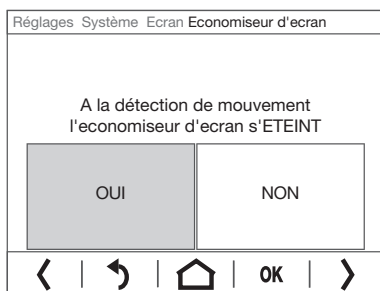 Réglages Système Ecran Economiseur d'ecran
A la détection de mouvement
l'economiseur d'ecran s'ETEINT
OUI NON
OK